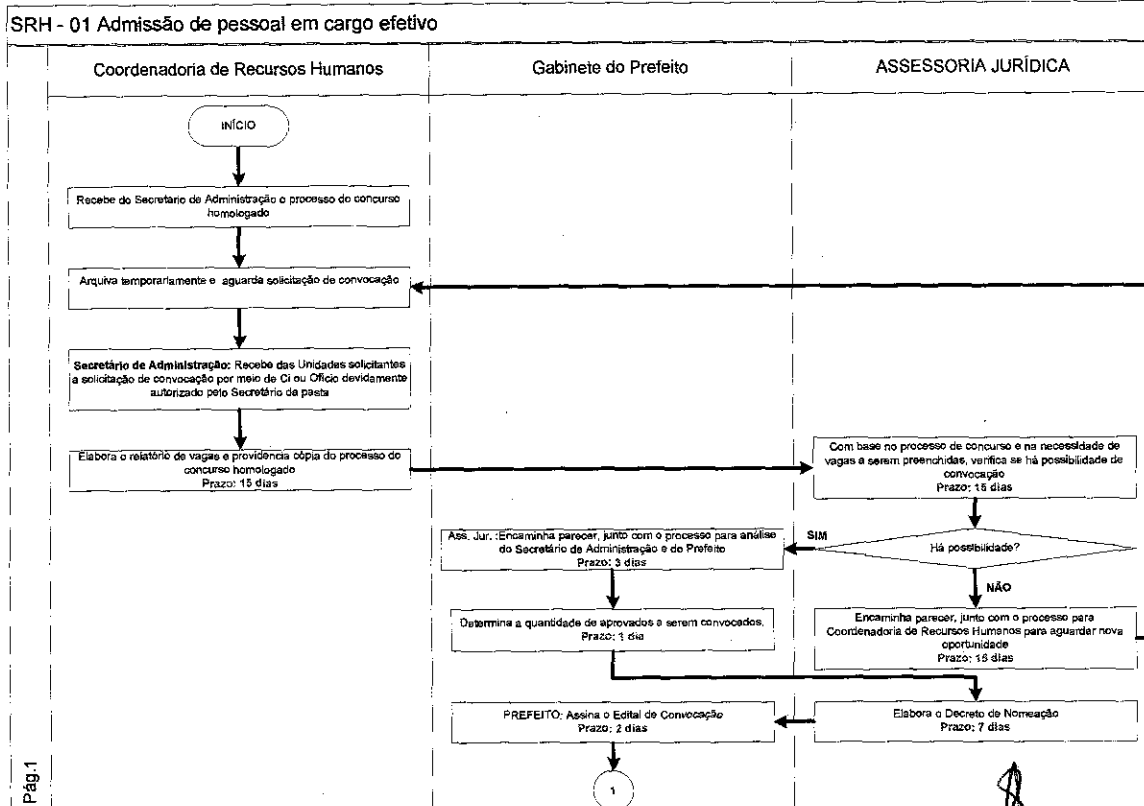 SRH - 01 Admissão de pessoal em cargo efetivo
Coordenadoria de Recursos Humanos
Gabinete do Prefeito
ASSESSORIA JURÍDICA
INÍCIO
Recebe do Secretario de Administração o processo do concurso
homologado
Arquiva temporariamente e aguarda solicitação de convocação
Secretário de Administração: Recebe das Unidades solicitantes
a solicitação de convocação por meio de Ci ou Ofício devidamente
autorizado pelo Secretário da pasta
Elabora o relatório de vagas e providencia cópia do processo do
concurso homologado
Prazo: 15 dias
Com base no processo de concurso e na necessidade de
vagas a serem preenchidas, verifica se há possibilidade de
convocação
Prazo: 15 dias
Há possibilidade?
SIM
Ass. Jur. :Encaminha parecer, junto com o processo para análise
do Secretário de Administração e do Prefeito
Prazo: 3 dias
NÃO
Determina a quantidade de aprovados a serem convocados.
Prazo: 1 dia
Encaminha parecer, junto com o processo para
Coordenadoria de Recursos Humanos para aguardar nova
oportunidade
Prazo: 15 dias
Elabora o Decreto de Nomeação
Prazo: 7 dias
PREFEITO: Assina o Edital de Convocação
Prazo: 2 dias
1
Pág.1